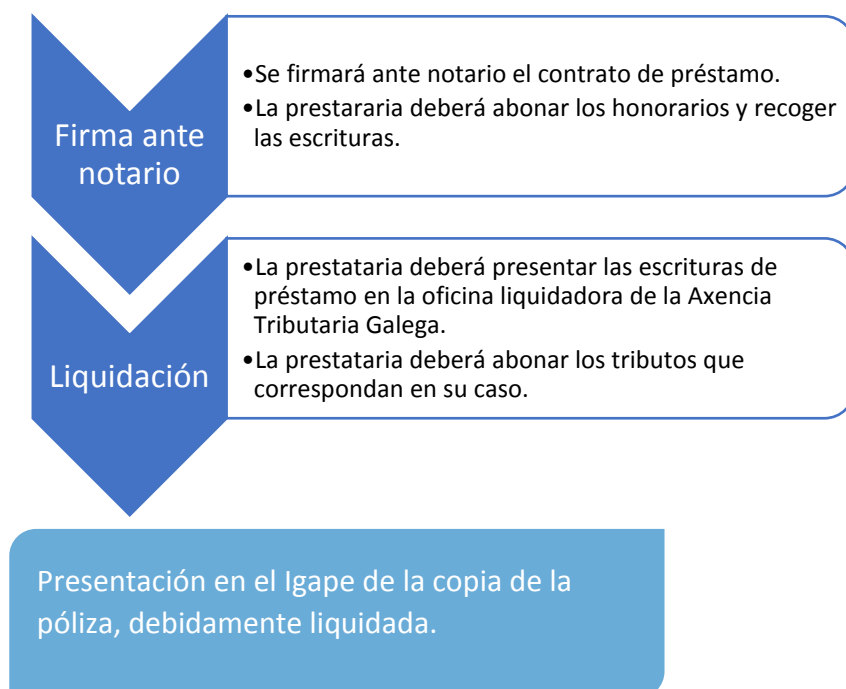 Firma ante
notario
•Se firmará ante notario el contrato de préstamo.
•La prestararia deberá abonar los honorarios y recoger
las escrituras.
Liquidación
•La prestataria deberá presentar las escrituras de
préstamo en la oficina liquidadora de la Axencia
Tributaria Galega.
•La prestataria deberá abonar los tributos que
correspondan en su caso.
Presentación en el Igape de la copia de la
póliza, debidamente liquidada.